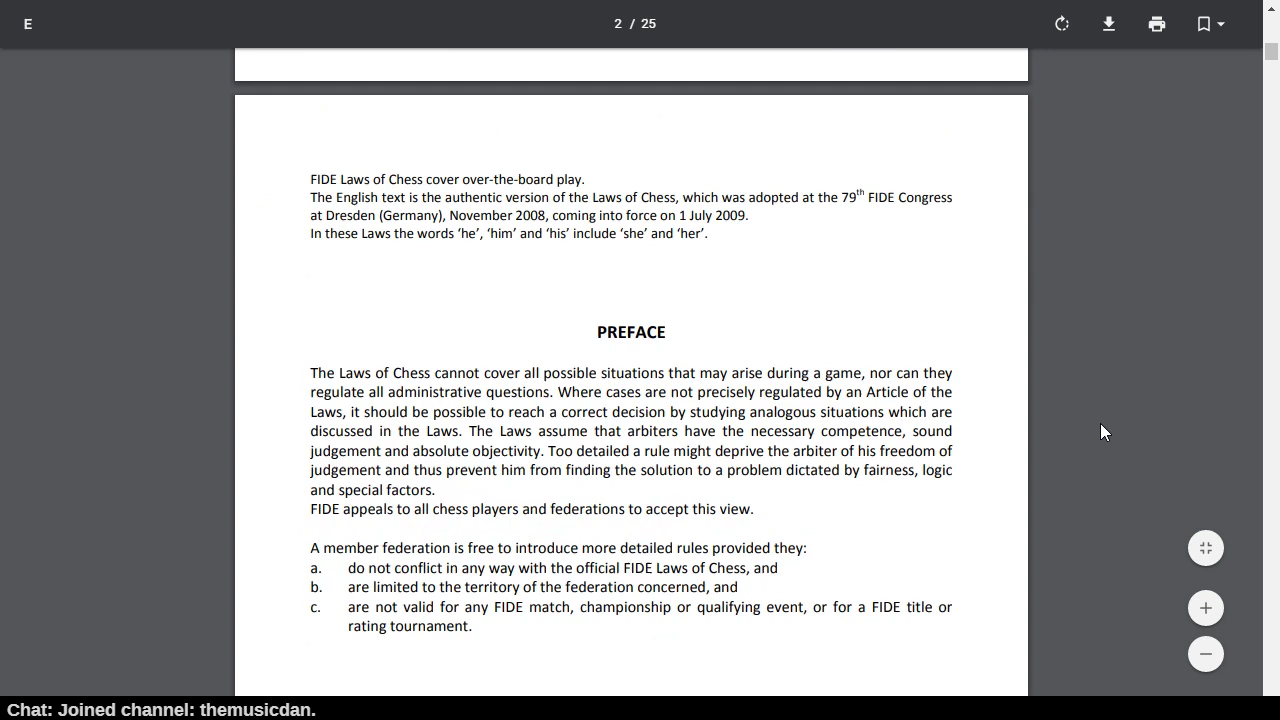 E
2 / 25
FIDE Laws of Chess cover over-the-board play.
The English text is the authentic version of the Laws of Chess, which was adopted at the 79th FIDE Congress
at Dresden (Germany), November 2008, coming into force on 1 July 2009.
In these Laws the words ‘he’, ‘him’ and ‘his’ include ‘she’ and ‘her’.
PREFACE
The Laws of Chess cannot cover all possible situations that may arise during a game, nor can they
regulate all administrative questions. Where cases are not precisely regulated by an Article of the
Laws, it should be possible to reach a correct decision by studying analogous situations which are
discussed in the Laws. The Laws assume that arbiters have the necessary competence, sound
judgement and absolute objectivity. Too detailed a rule might deprive the arbiter of his freedom of
judgement and thus prevent him from finding the solution to a problem dictated by fairness, logic
and special factors.
FIDE appeals to all chess players and federations to accept this view.
A member federation is free to introduce more detailed rules provided they:
a. do not conflict in any way with the official FIDE Laws of Chess, and
b. are limited to the territory of the federation concerned, and
c. are not valid for any FIDE match, championship or qualifying event, or for a FIDE title or
rating tournament.
Chat: Joined channel: themusicdan.